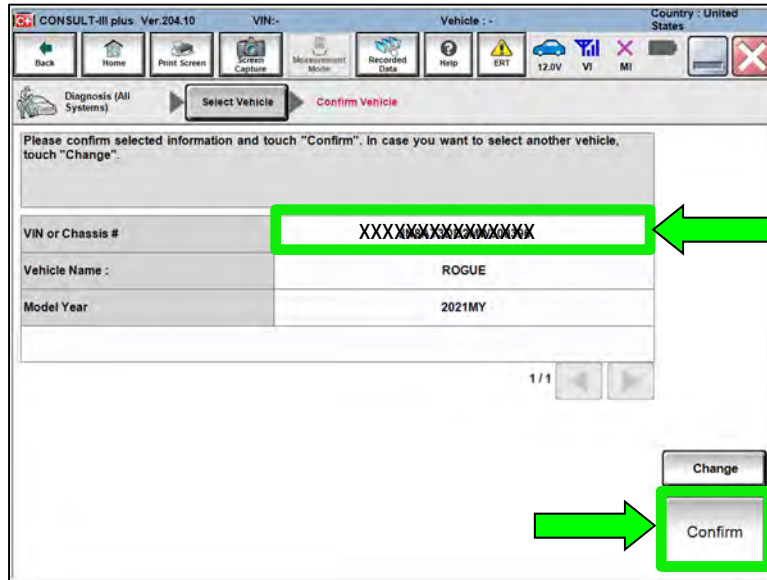 CONSULT-III plus Ver.204.10 VIN:- Vehicle : - Country : United States
Back Home Print Screen Screen Capture Measurement Mode Recorded Data Help ERT 12.0V VI MI
Diagnosis (All Systems) Select Vehicle Confirm Vehicle
Please confirm selected information and touch "Confirm". In case you want to select another vehicle,
touch "Change".
VIN or Chassis #
Vehicle Name : ROGUE
Model Year 2021MY
1/1
Change
Confirm